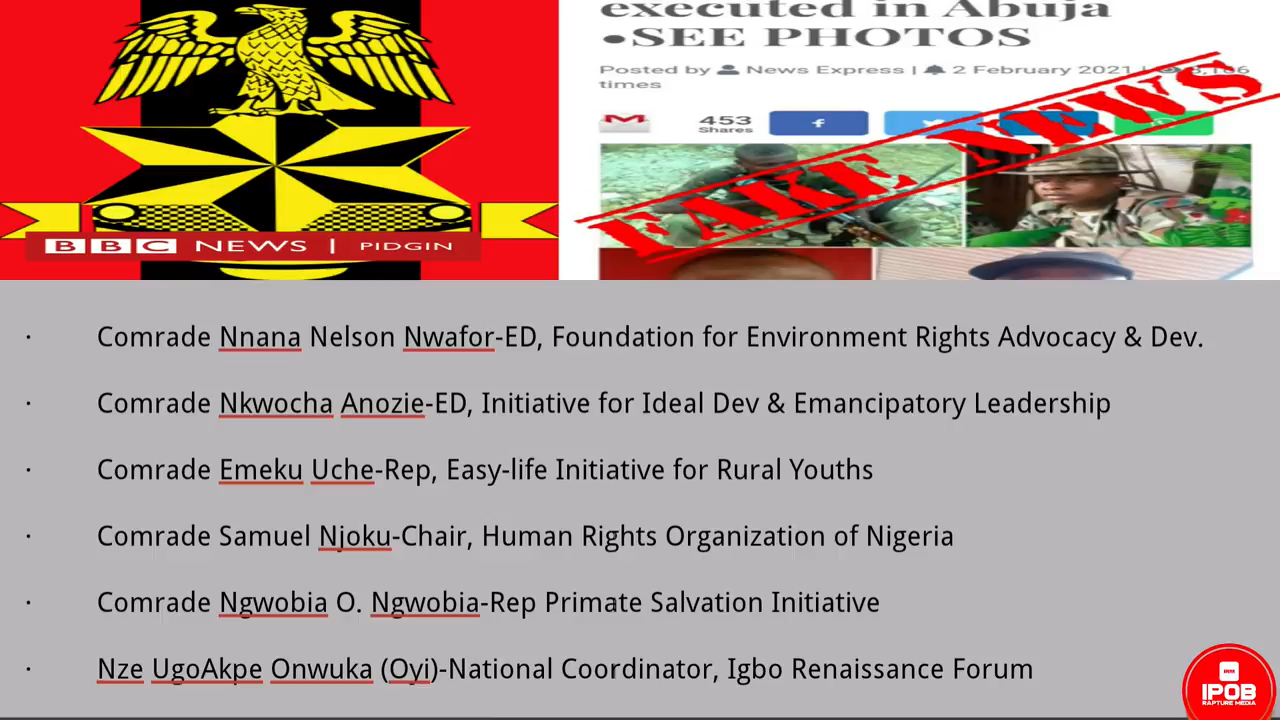 executed in Abuja
•SEE PHOTOS
Posted by News Express | 2 February 2021 |
times
453
Shares
FAKE NEWS
BBC NEWS | PIDGIN
· Comrade Nnana Nelson Nwafor-ED, Foundation for Environment Rights Advocacy & Dev.
· Comrade Nkwocha Anozie-ED, Initiative for Ideal Dev & Emancipatory Leadership
· Comrade Emeku Uche-Rep, Easy-life Initiative for Rural Youths
· Comrade Samuel Njoku-Chair, Human Rights Organization of Nigeria
· Comrade Ngwobia O. Ngwobia-Rep Primate Salvation Initiative
· Nze UgoAkpe Onwuka (Oyi)-National Coordinator, Igbo Renaissance Forum
IPOB
RAPTURE MEDIA